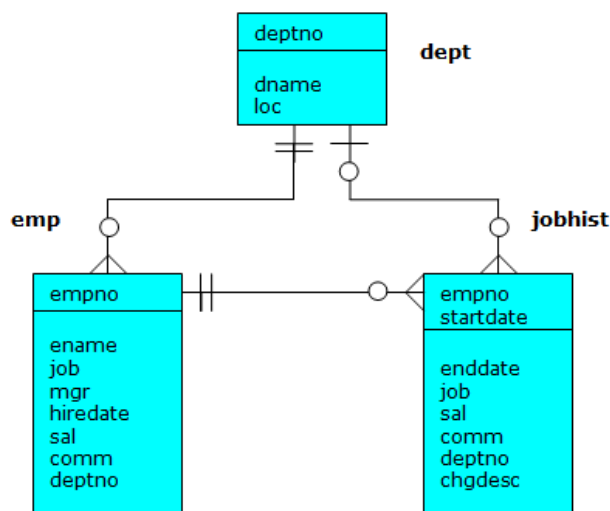 deptno
dept
dname
loc
emp
jobhist
empno
ename
job
mgr
hiredate
sal
comm
deptno
empno
startdate
enddate
job
sal
comm
deptno
chgdesc